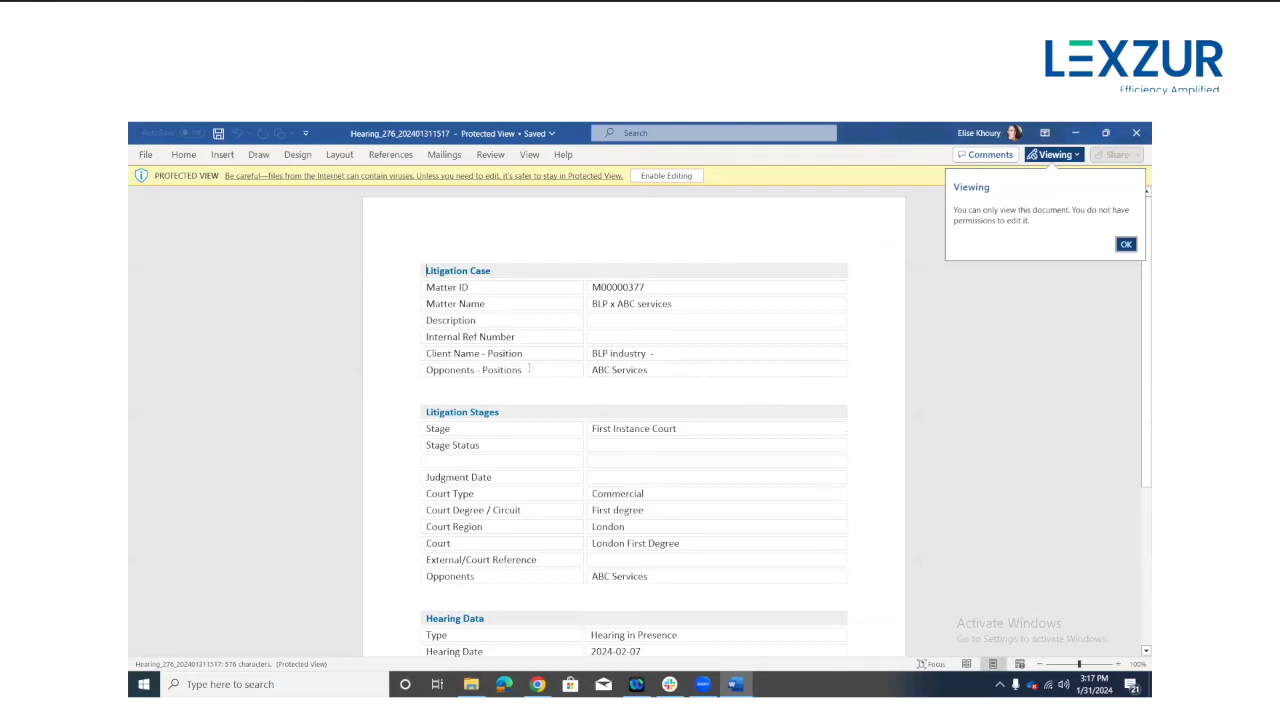 LEXZUR
Efficiency Amplified
AutoSave
Hearing_276_202401311517 - Protected View • Saved
Search
Elise Khoury
File Home Insert Draw Design Layout References Mailings Review View Help
Comments Viewing Share
PROTECTED VIEW Be careful—files from the Internet can contain viruses. Unless you need to edit, it's safer to stay in Protected View. Enable Editing
Viewing
You can only view this document. You do not have
permissions to edit it.
OK
Litigation Case
Matter ID M00000377
Matter Name BLP x ABC services
Description
Internal Ref Number
Client Name - Position BLP industry -
Opponents - Positions ABC Services
Litigation Stages
Stage First Instance Court
Stage Status
Judgment Date
Court Type Commercial
Court Degree / Circuit First degree
Court Region London
Court London First Degree
External/Court Reference
Opponents ABC Services
Hearing Data
Type Hearing in Presence
Hearing Date 2024-02-07
Activate Windows
Go to Settings to activate Windows.
Hearing_276_202401311517: 576 characters. (Protected View)
Focus
100%
Type here to search
3:17 PM
1/31/2024
21